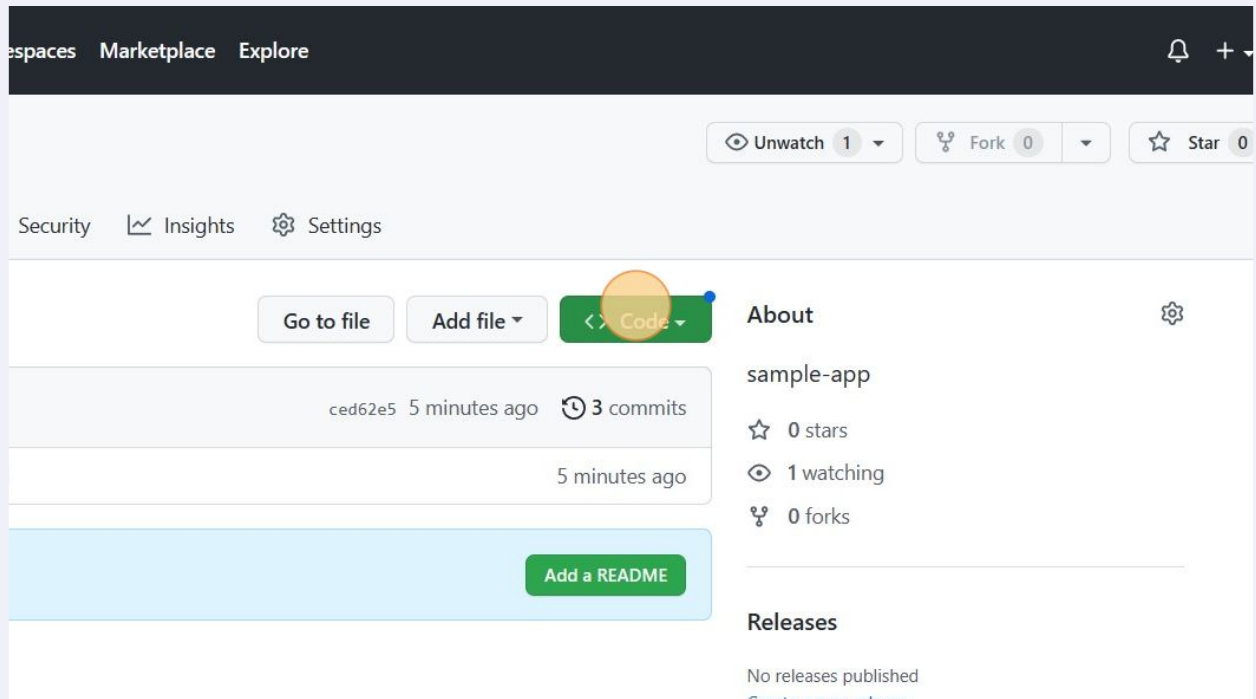 espaces Marketplace Explore
Unwatch 1 Fork 0 Star 0
Security Insights Settings
Go to file Add file <> Code About
sample-app
ced62e5 5 minutes ago 3 commits
0 stars
5 minutes ago 1 watching
0 forks
Add a README
Releases
No releases published